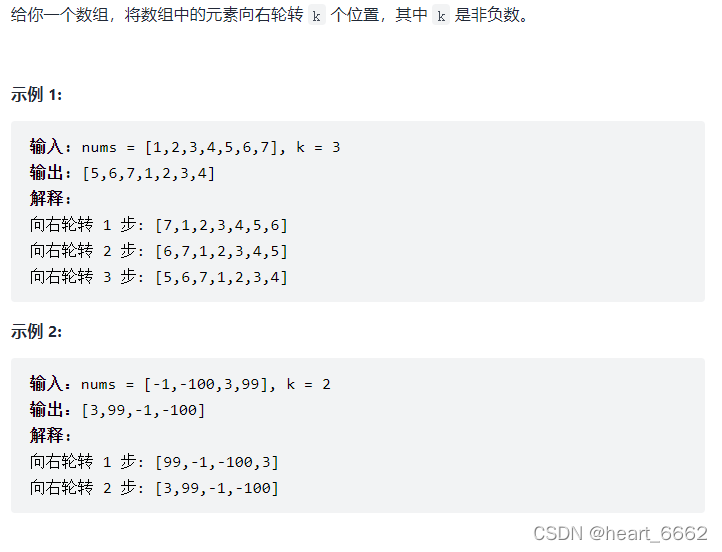 给你一个数组，将数组中的元素向右轮转 k 个位置，其中 k 是非负数。
示例 1:
输入：nums = [1,2,3,4,5,6,7], k = 3
输出：[5,6,7,1,2,3,4]
解释：
向右轮转 1 步: [7,1,2,3,4,5,6]
向右轮转 2 步: [6,7,1,2,3,4,5]
向右轮转 3 步: [5,6,7,1,2,3,4]
示例 2:
输入：nums = [-1,-100,3,99], k = 2
输出：[3,99,-1,-100]
解释：
向右轮转 1 步: [99,-1,-100,3]
向右轮转 2 步: [3,99,-1,-100]
CSDN @heart_6662